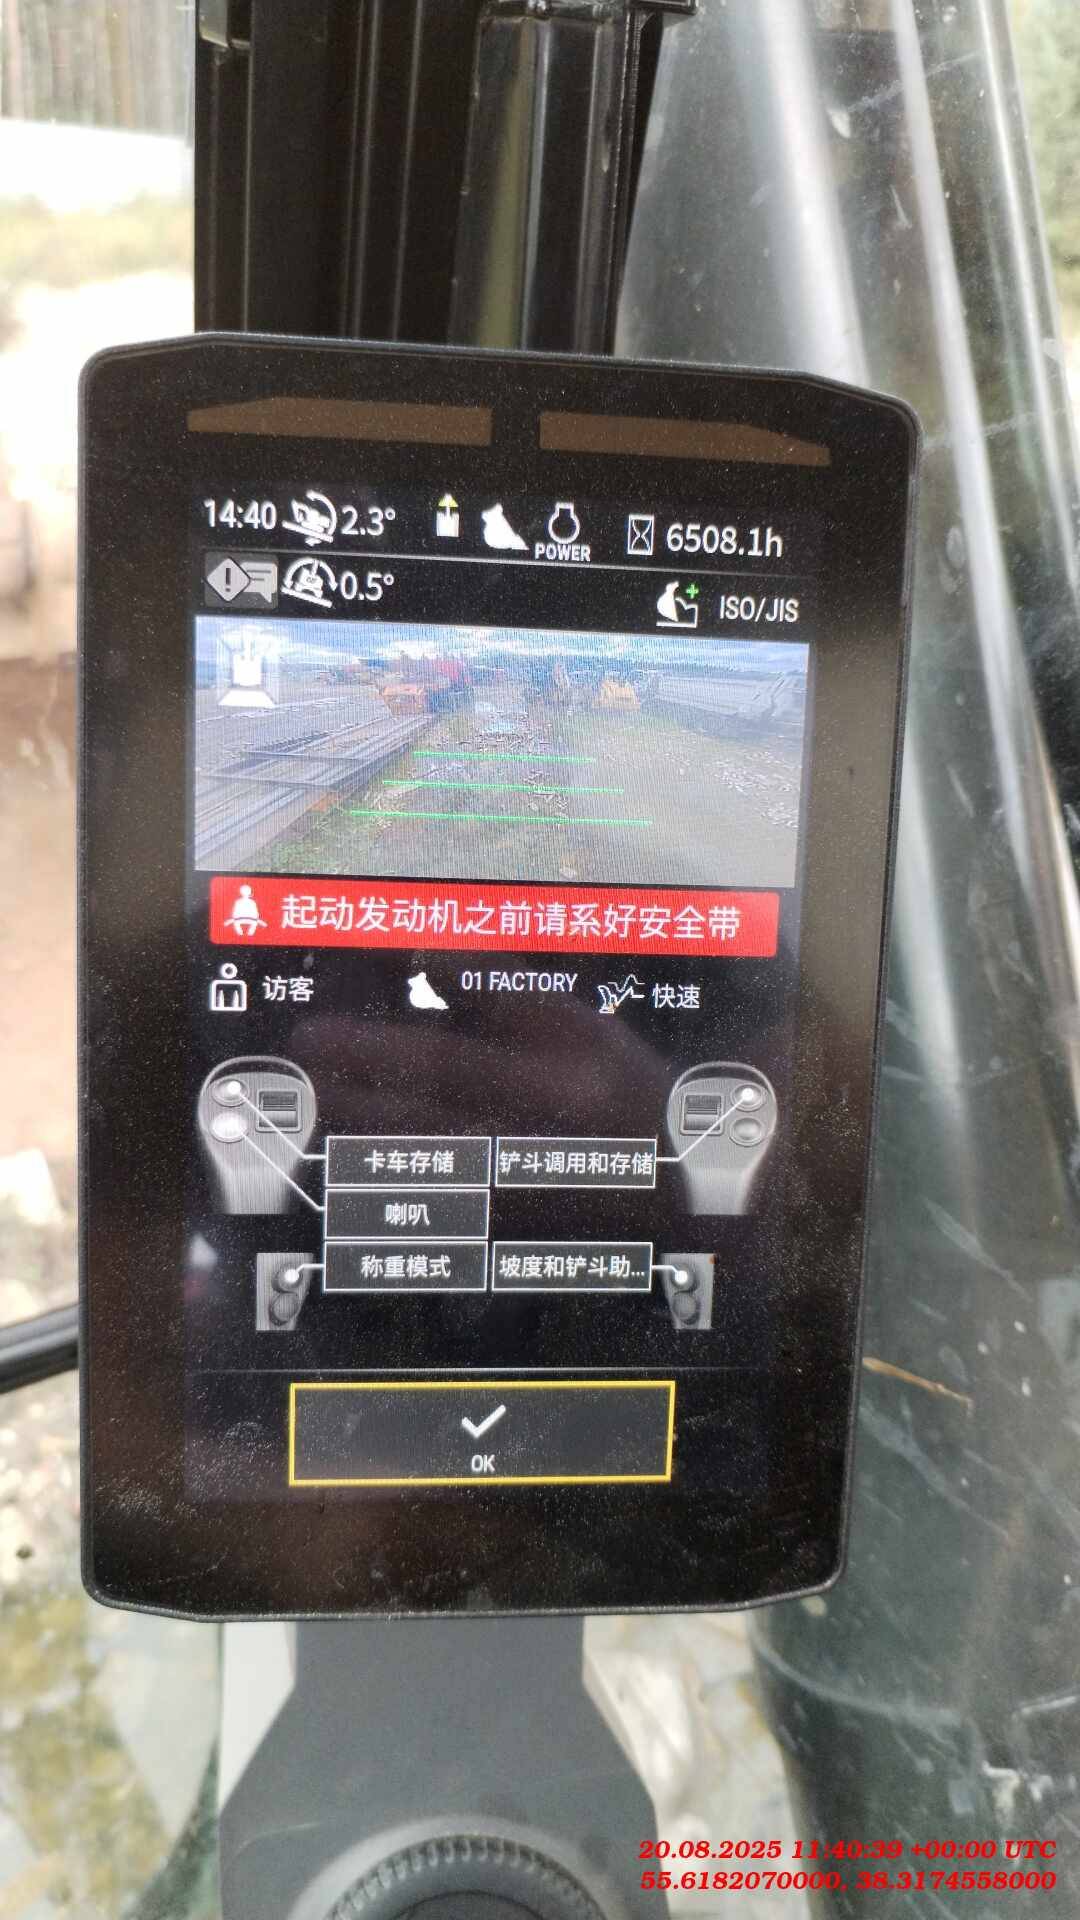 14:40 2.3° POWER 6508.1h
0.5° ISO/JIS
起动发动机之前请系好安全带
访客 01 FACTORY 快速
卡车存储 铲斗调用和存储
喇叭
称重模式 坡度和铲斗助...
OK
20.08.2025 11:40:39 +00:00 UTC
55.6182070000, 38.3174558000